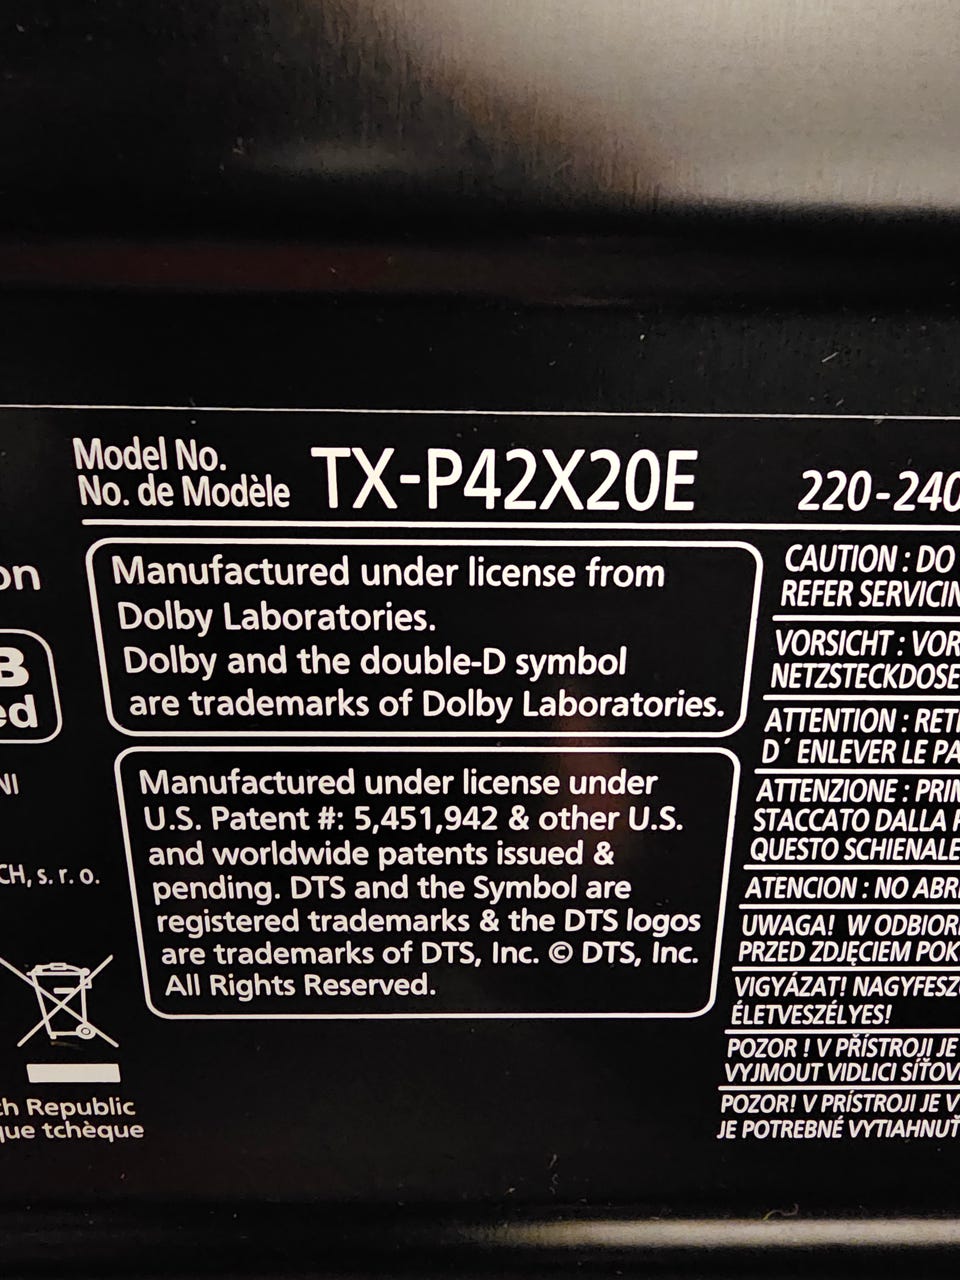 Model No.
No. de Modèle
TX-P42X20E
220-240
on
B
ed
NI
CH, s. r. o.
ch Republic
que tchèque
Manufactured under license from
Dolby Laboratories.
Dolby and the double-D symbol
are trademarks of Dolby Laboratories.
Manufactured under license under
U.S. Patent #: 5,451,942 & other U.S.
and worldwide patents issued &
pending. DTS and the Symbol are
registered trademarks & the DTS logos
are trademarks of DTS, Inc. © DTS, Inc.
All Rights Reserved.
CAUTION : DO
REFER SERVICIN
VORSICHT : VOR
NETZSTECKDOSE
ATTENTION : RETI
D´ ENLEVER LE PA
ATTENZIONE : PRIM
STACCATO DALLA P
QUESTO SCHIENALE
ATENCION : NO ABRI
UWAGA! W ODBIOR
PRZED ZDJĘCIEM POK
VIGYÁZAT! NAGYFESZ
ÉLETVESZÉLYES!
POZOR ! V PŘÍSTROJI JE
VYJMOUT VIDLICI SÍŤOV
POZOR! V PRÍSTROJI JE V
JE POTREBNÉ VYTIAHNUŤ